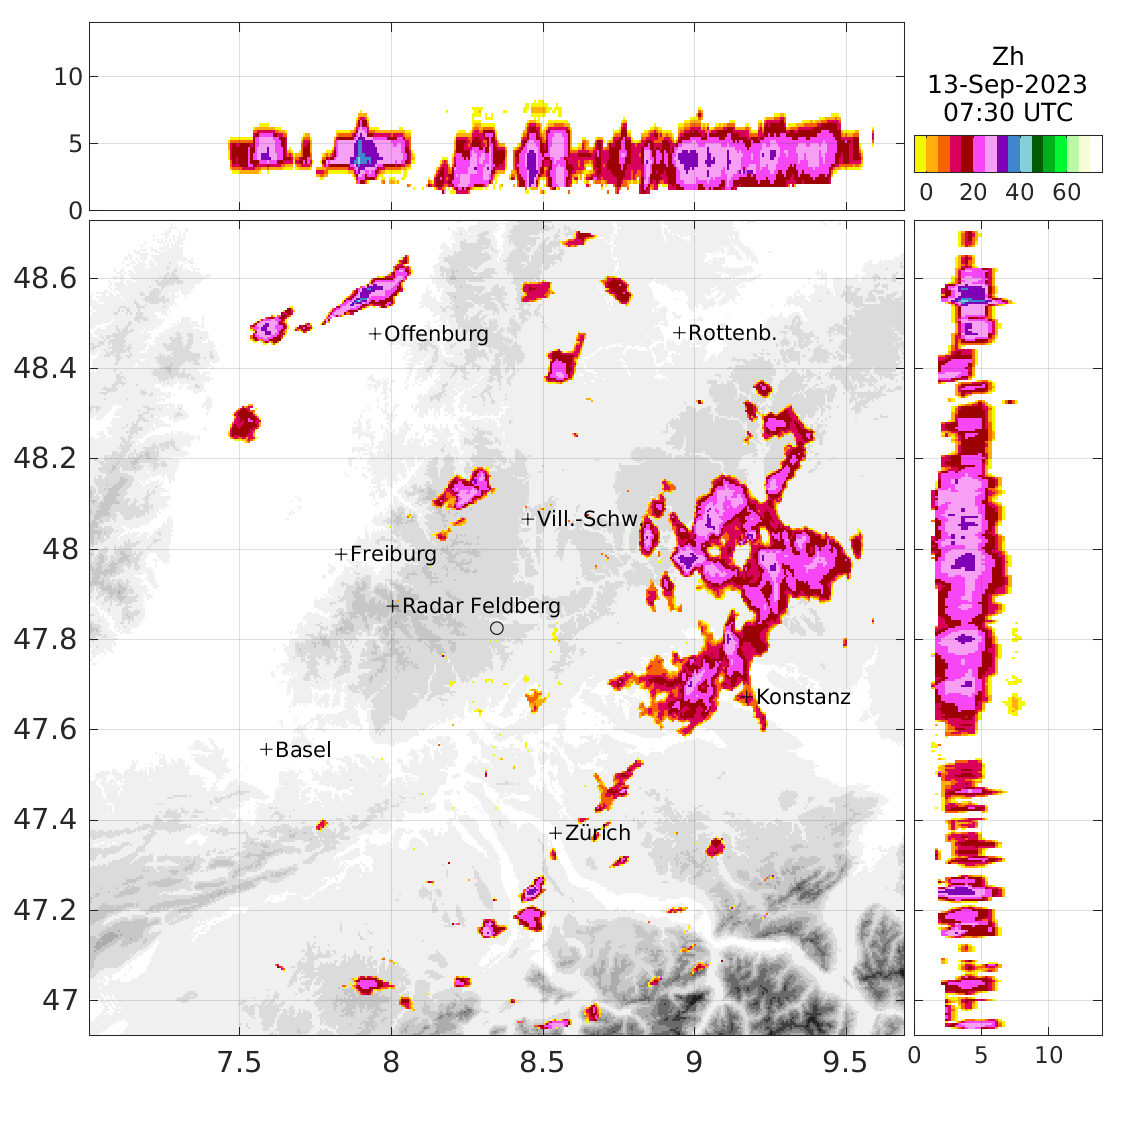 10
5
0
Zh
13-Sep-2023
07:30 UTC
0 20 40 60
48.6
48.4
48.2
48
47.8
47.6
47.4
47.2
47
+Offenburg
+Rottenb.
+Vill.-Schw.
+Freiburg
+Radar Feldberg
+Konstanz
+Basel
+Zürich
7.5 8 8.5 9 9.5
0 5 10